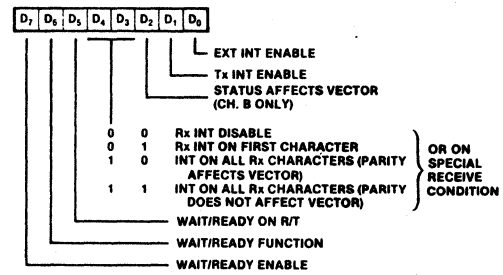 D7 D6 D5 D4 D3 D2 D1 D0
EXT INT ENABLE
Tx INT ENABLE
STATUS AFFECTS VECTOR
(CH. B ONLY)
0 0 Rx INT DISABLE
0 1 Rx INT ON FIRST CHARACTER
1 0 INT ON ALL Rx CHARACTERS (PARITY
AFFECTS VECTOR)
1 1 INT ON ALL Rx CHARACTERS (PARITY
DOES NOT AFFECT VECTOR)
OR ON
SPECIAL
RECEIVE
CONDITION
WAIT/READY ON R/T
WAIT/READY FUNCTION
WAIT/READY ENABLE